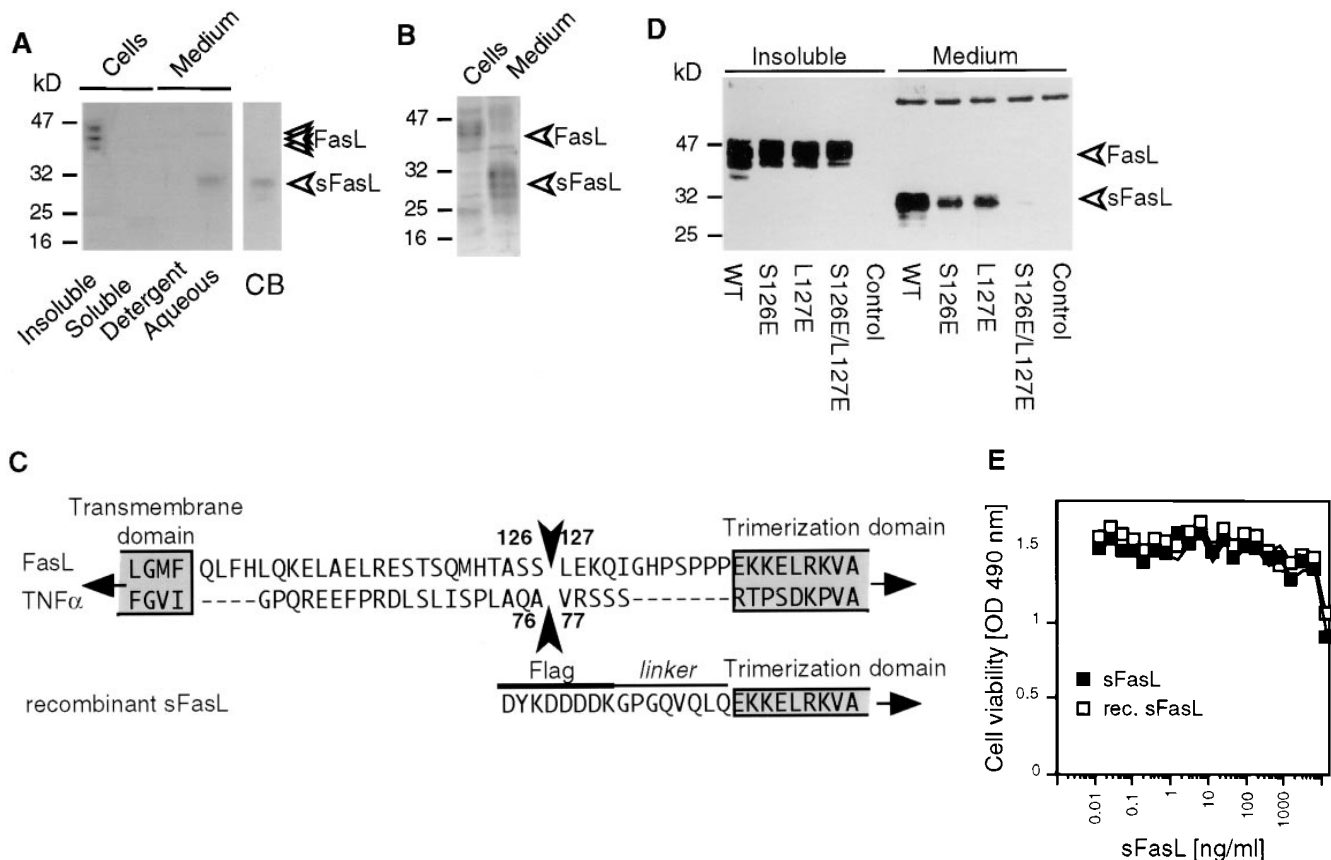 A
Cells
Medium
kD
47
32
25
16
FasL
sFasL
Insoluble
Soluble
Detergent
Aqueous
CB
B
Cells
Medium
47
32
25
16
FasL
sFasL
D
Insoluble
Medium
kD
47
32
25
FasL
sFasL
WT
S126E
L127E
S126E/L127E
Control
WT
S126E
L127E
S126E/L127E
Control
C
Transmembrane
domain
126 127
Trimerization domain
FasL LGMF QLFHLQKELAELRESTSQMHTASS LEKQIGHPSPPPEKKELRKVA
TNFα FGVI ----GPQREEFPRDLSLISPLAQA VRSSS-------RTPSDKPVA
76 77
Flag linker Trimerization domain
recombinant sFasL DYKDDDDKGPGQVQLQEKKELRKVA
E
Cell viability [OD 490 nm]
1.5
1
0.5
0
sFasL
rec. sFasL
0.01
0.1
1
10
100
1000
sFasL [ng/ml]